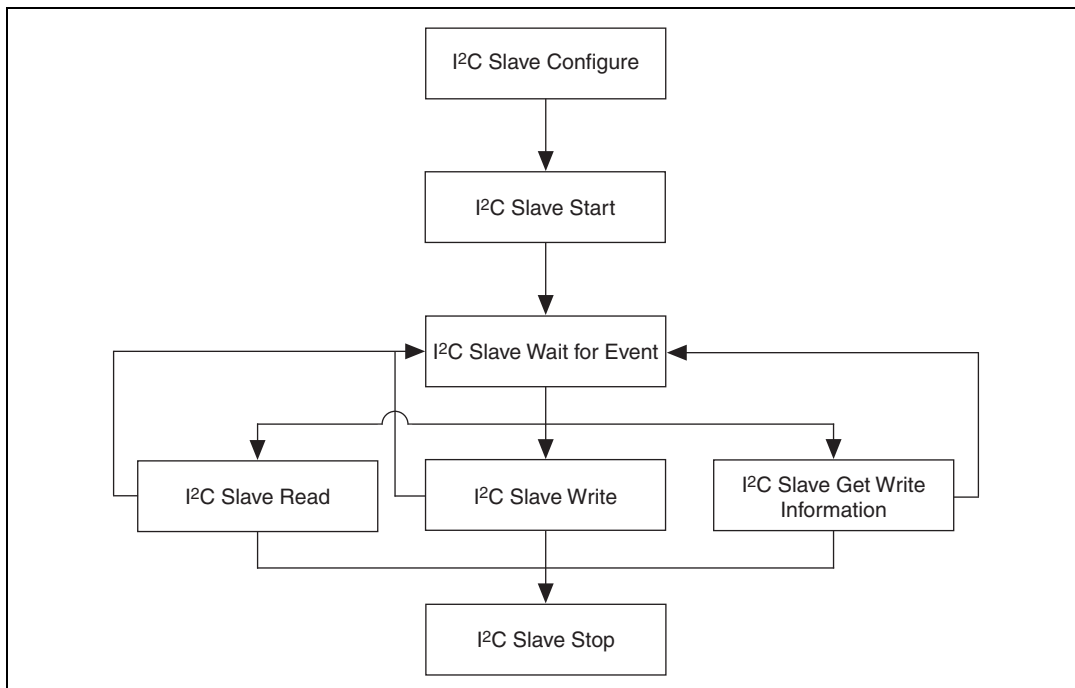 I²C Slave Configure
I²C Slave Start
I²C Slave Wait for Event
I²C Slave Read
I²C Slave Write
I²C Slave Get Write
Information
I²C Slave Stop